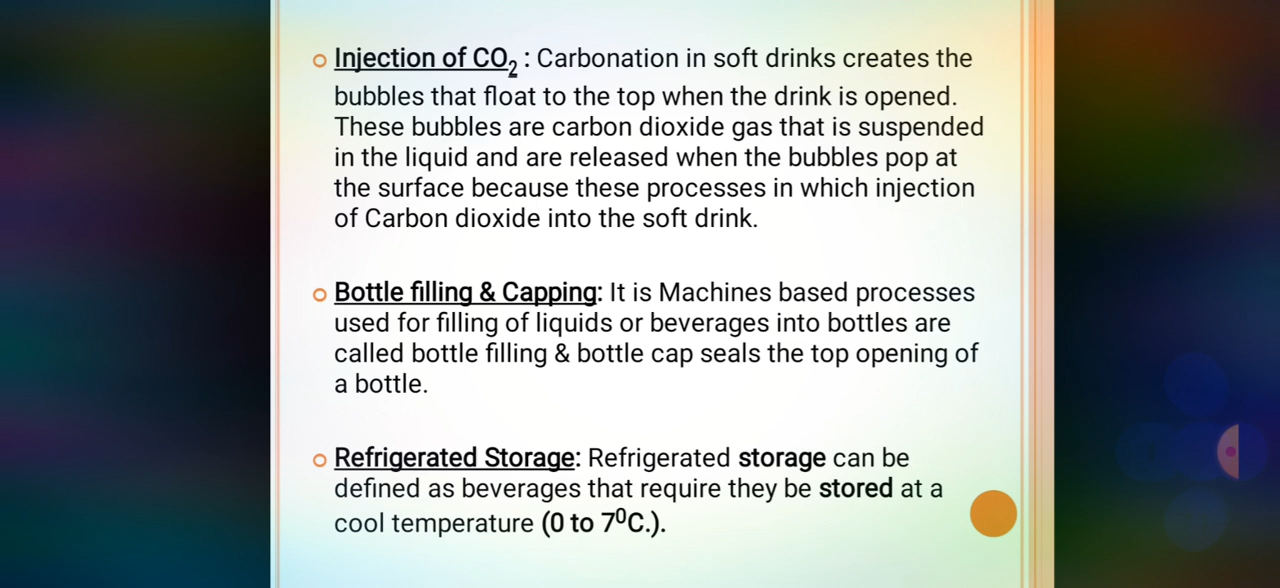 Injection of CO2 : Carbonation in soft drinks creates the
bubbles that float to the top when the drink is opened.
These bubbles are carbon dioxide gas that is suspended
in the liquid and are released when the bubbles pop at
the surface because these processes in which injection
of Carbon dioxide into the soft drink.
Bottle filling & Capping: It is Machines based processes
used for filling of liquids or beverages into bottles are
called bottle filling & bottle cap seals the top opening of
a bottle.
Refrigerated Storage: Refrigerated storage can be
defined as beverages that require they be stored at a
cool temperature (0 to 7⁰C.).